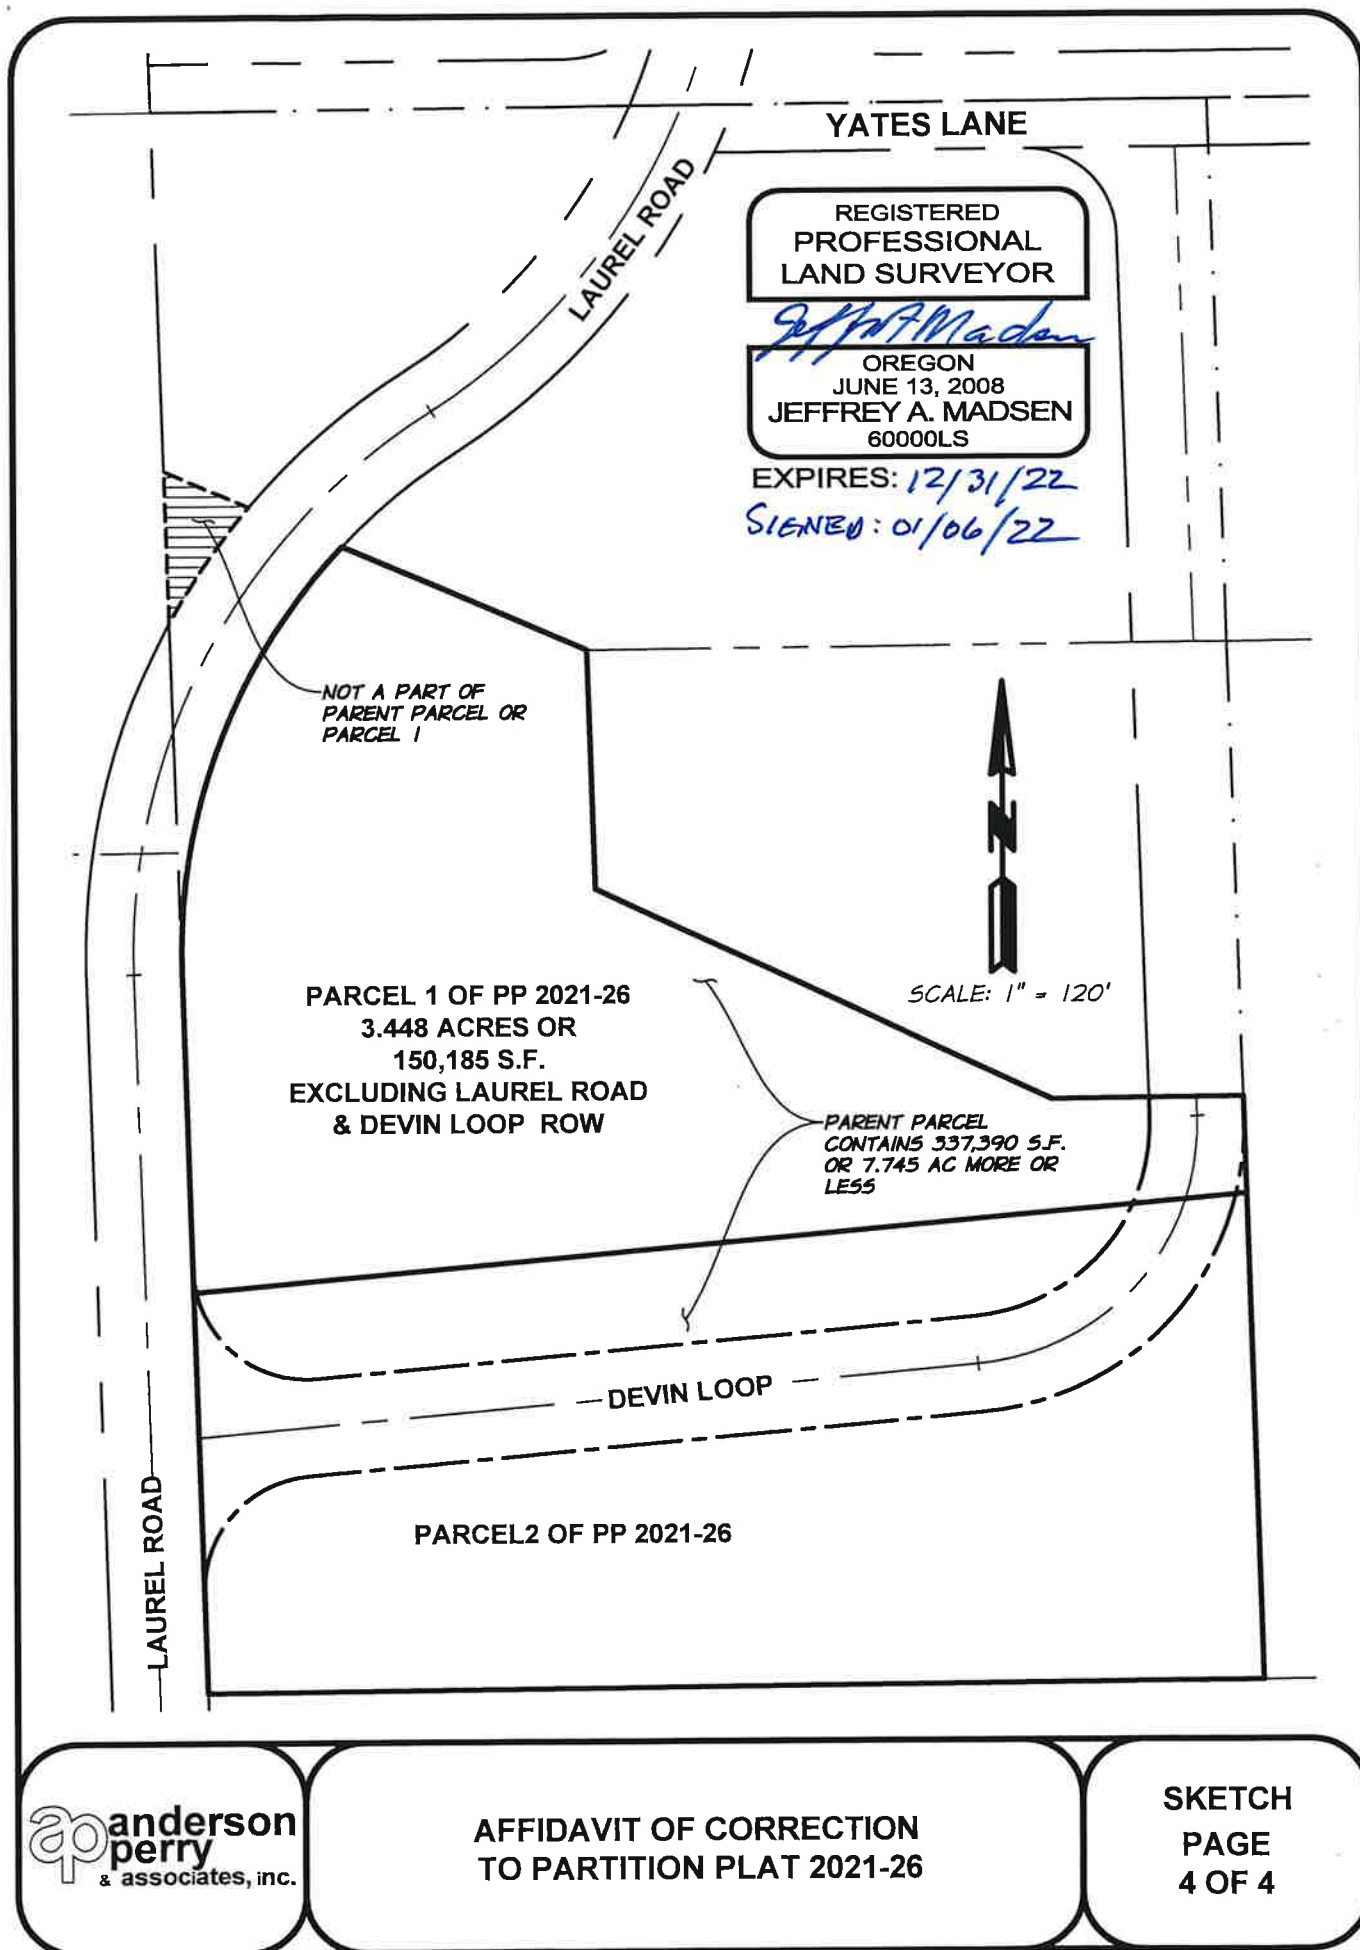 YATES LANE
LAUREL ROAD
REGISTERED
PROFESSIONAL
LAND SURVEYOR
OREGON
JUNE 13, 2008
JEFFREY A. MADSEN
60000LS
EXPIRES: 12/31/22
SIGNED: 01/06/22
NOT A PART OF
PARENT PARCEL OR
PARCEL 1
N
SCALE: 1" = 120'
PARCEL 1 OF PP 2021-26
3.448 ACRES OR
150,185 S.F.
EXCLUDING LAUREL ROAD
& DEVIN LOOP ROW
PARENT PARCEL
CONTAINS 337,390 S.F.
OR 7.745 AC MORE OR
LESS
DEVIN LOOP
LAUREL ROAD
PARCEL2 OF PP 2021-26
ap anderson
perry
& associates, inc.
AFFIDAVIT OF CORRECTION
TO PARTITION PLAT 2021-26
SKETCH
PAGE
4 OF 4